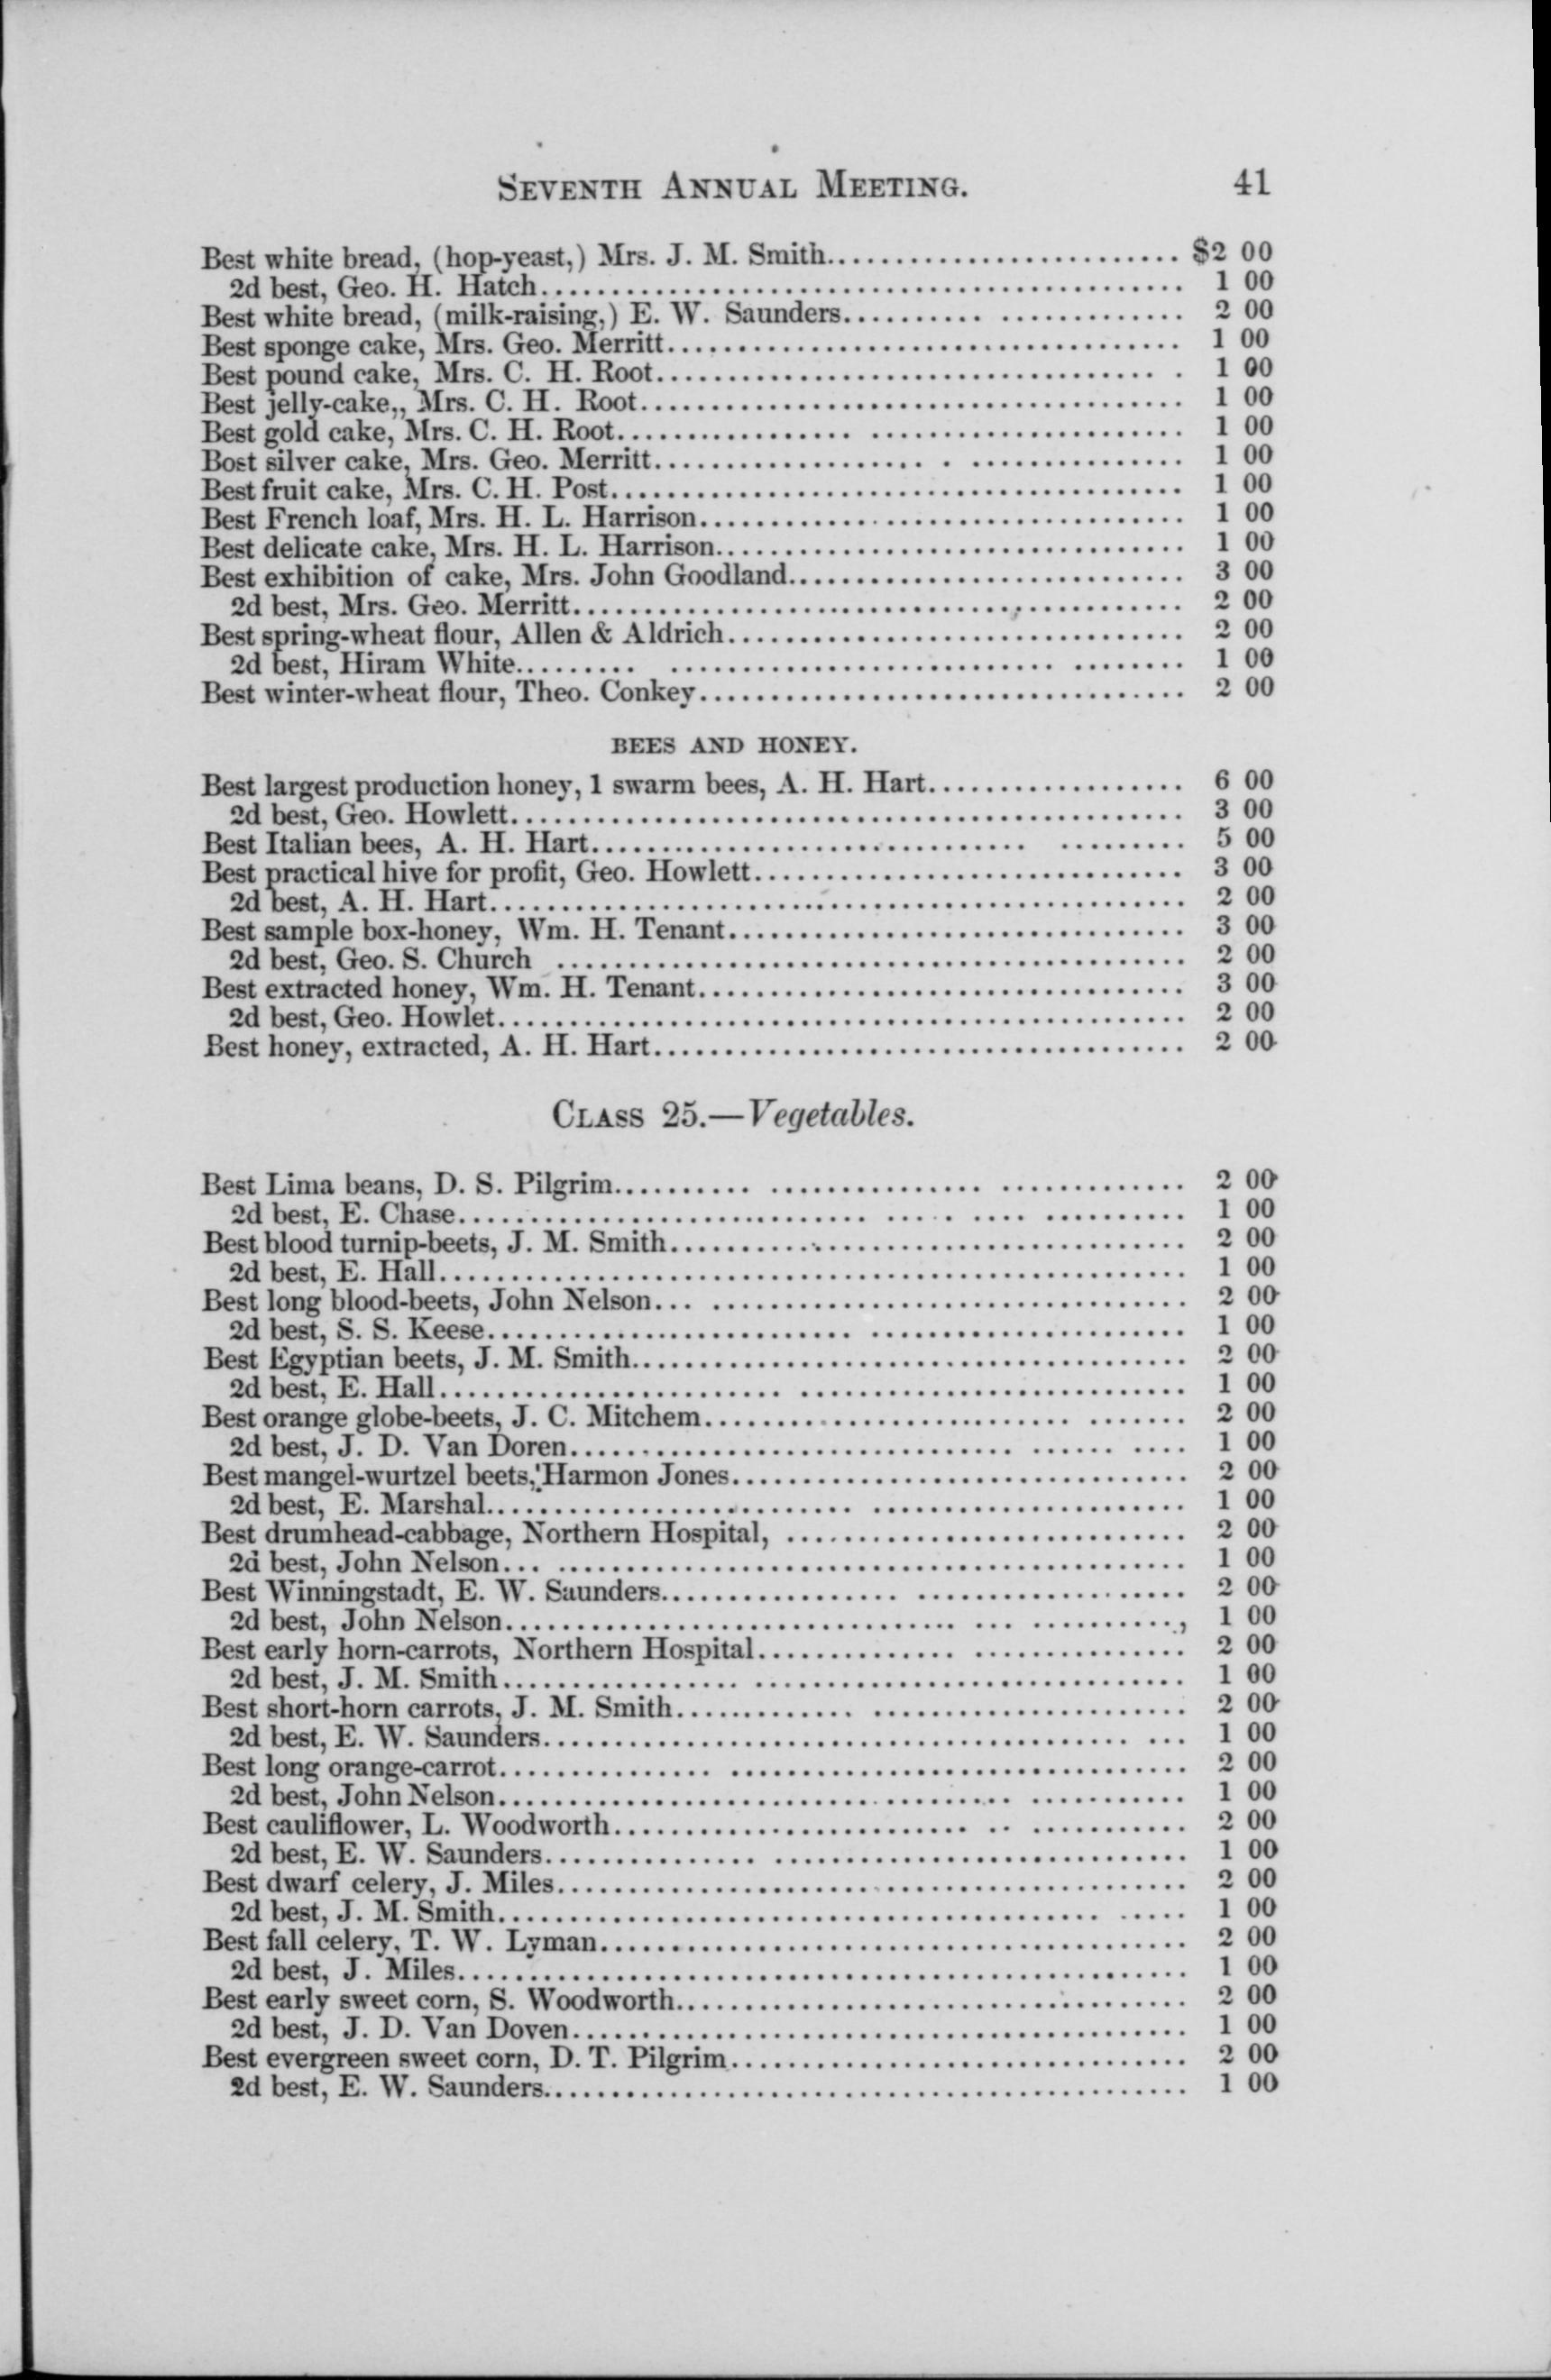 SEVENTH ANNUAL MEETING. 41
Best white bread, (hop-yeast,) Mrs. J. M. Smith........................ $2 00
2d best, Geo. H. Hatch............................................. 1 00
Best white bread, (milk-raising,) E. W. Saunders.......... ............. 2 00
Best sponge cake, Mrs. Geo. Merritt.................................... 1 00
Best pound cake, Mrs. C. H. Root.................................... . 1 00
Best jelly-cake,, Mrs. C. H. Root...................................... 1 00
Best gold cake, Mrs. C. H. Root................. ...................... 1 00
Bost silver cake, Mrs. Geo. Merritt................... . ............... 1 00
Best fruit cake, Mrs. C. H. Post........................................ 1 00
Best French loaf, Mrs. H. L. Harrison.................................. 1 00
Best delicate cake, Mrs. H. L. Harrison................................. 1 00
Best exhibition of cake, Mrs. John Goodland............................ 3 00
2d best, Mrs. Geo. Merritt........................................... 2 00
Best spring-wheat flour, Allen & Aldrich................................ 2 00
2d best, Hiram White......... ........................... ........ 1 00
Best winter-wheat flour, Theo. Conkey.................................. 2 00
BEES AND HONEY.
Best largest production honey, 1 swarm bees, A. H. Hart.................. 6 00
2d best, Geo. Howlett............................................... 3 00
Best Italian bees, A. H. Hart............................... ......... 5 00
Best practical hive for profit, Geo. Howlett.............................. 3 00
2d best, A. H. Hart................................................. 2 00
Best sample box-honey, Wm. H. Tenant................................ 3 00
2d best, Geo. S. Church ............................................ 2 00
Best extracted honey, Wm. H. Tenant.................................. 3 00
2d best, Geo. Howlet................................................ 2 00
Best honey, extracted, A. H. Hart...................................... 2 00
CLASS 25.—Vegetables.
Best Lima beans, D. S. Pilgrim.......... ............... ............. 2 00
2d best, E. Chase............................. ..... .... .......... 1 00
Best blood turnip-beets, J. M. Smith.................................... 2 00
2d best, E. Hall..................................................... 1 00
Best long blood-beets, John Nelson... .................................. 2 00
2d best, S. S. Keese.......................... ...................... 1 00
Best Egyptian beets, J. M. Smith....................................... 2 00
2d best, E. Hall........................ ........................... 1 00
Best orange globe-beets, J. C. Mitchem.......................... ....... 2 00
2d best, J. D. Van Doren............................... ...... .... 1 00
Best mangel-wurtzel beets, Harmon Jones................................ 2 00
2d best, E. Marshal.......................... ...................... 1 00
Best drumhead-cabbage, Northern Hospital, ............................ 2 00
2d best, John Nelson... ............................................ 1 00
Best Winningstadt, E. W. Saunders................. ................... 2 00
2d best, John Nelson................................ ... ..........., 1 00
Best early horn-carrots, Northern Hospital.............. ............... 2 00
2d best, J. M. Smith................. .............................. 1 00
Best short-horn carrots, J. M. Smith............. ...................... 2 00
2d best, E. W. Saunders......................................... ... 1 00
Best long orange-carrot............... ................................ 2 00
2d best, John Nelson.................................... ........... 1 00
Best cauliflower, L. Woodworth......................... .. ........... 2 00
2d best, E. W. Saunders............... ............................. 1 00
Best dwarf celery, J. Miles............................................. 2 00
2d best, J. M. Smith.......................................... ..... 1 00
Best fall celery, T. W. Lyman.......................................... 2 00
2d best, J. Miles.................................................... 1 00
Best early sweet corn, S. Woodworth.................................... 2 00
2d best, J. D. Van Doven............................................ 1 00
Best evergreen sweet corn, D. T. Pilgrim................................ 2 00
2d best, E. W. Saunders............................................. 1 00